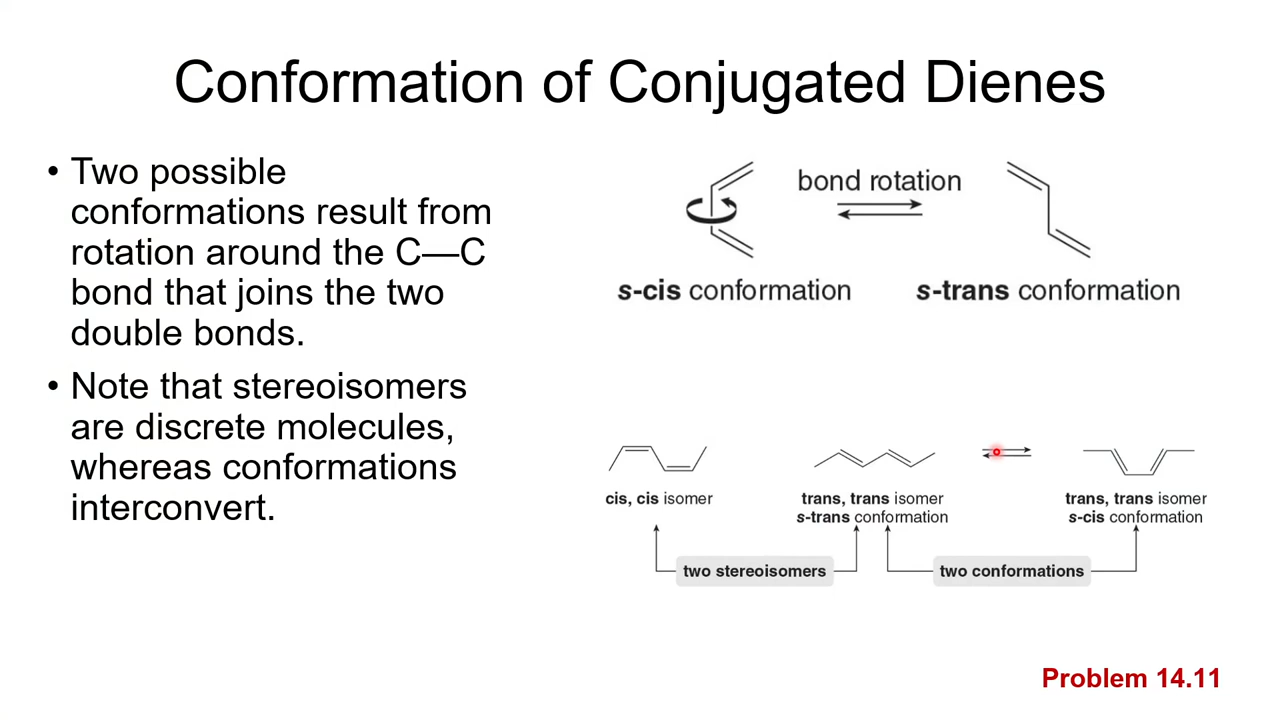 Conformation of Conjugated Dienes
• Two possible
conformations result from
rotation around the C—C
bond that joins the two
double bonds.
• Note that stereoisomers
are discrete molecules,
whereas conformations
interconvert.
bond rotation
s-cis conformation
s-trans conformation
cis, cis isomer
trans, trans isomer
s-trans conformation
trans, trans isomer
s-cis conformation
two stereoisomers
two conformations
Problem 14.11